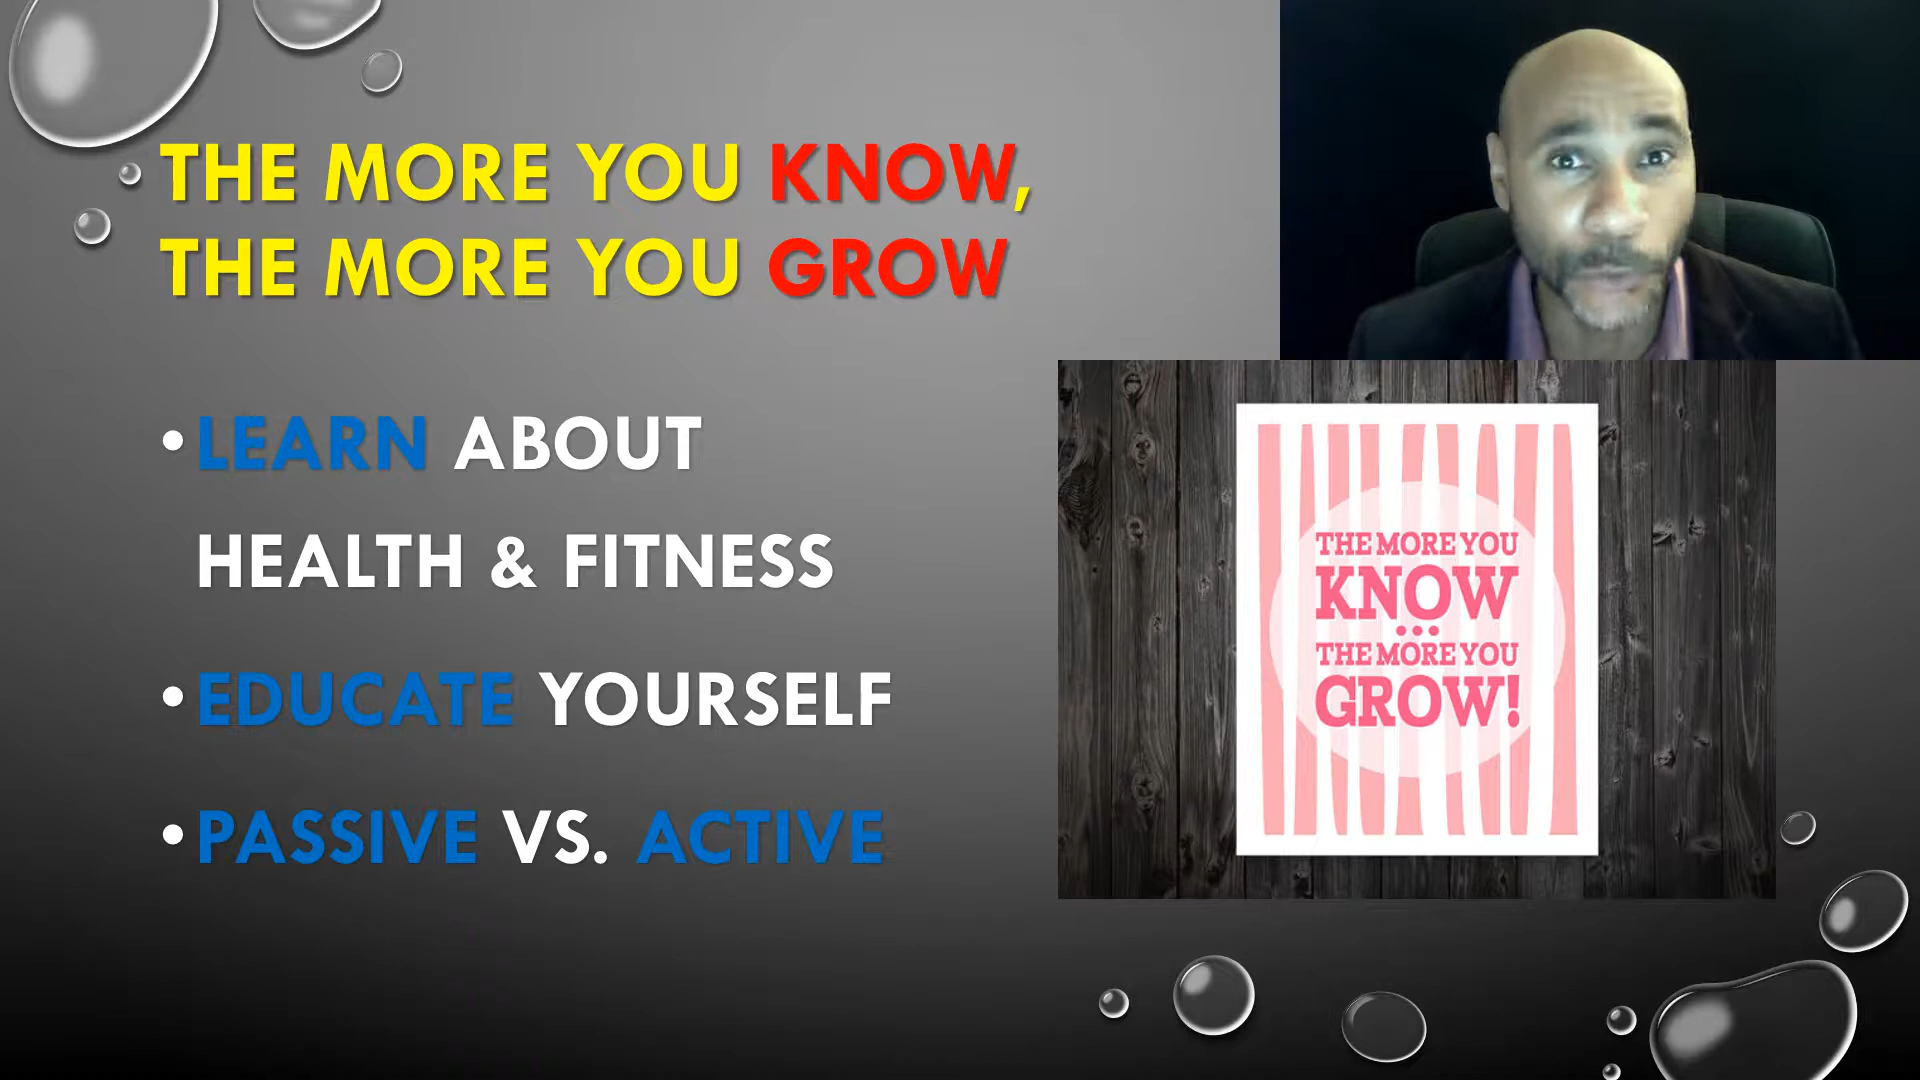 THE MORE YOU KNOW,
THE MORE YOU GROW
• LEARN ABOUT
HEALTH & FITNESS
• EDUCATE YOURSELF
• PASSIVE VS. ACTIVE
THE MORE YOU
KNOW
...
THE MORE YOU
GROW!